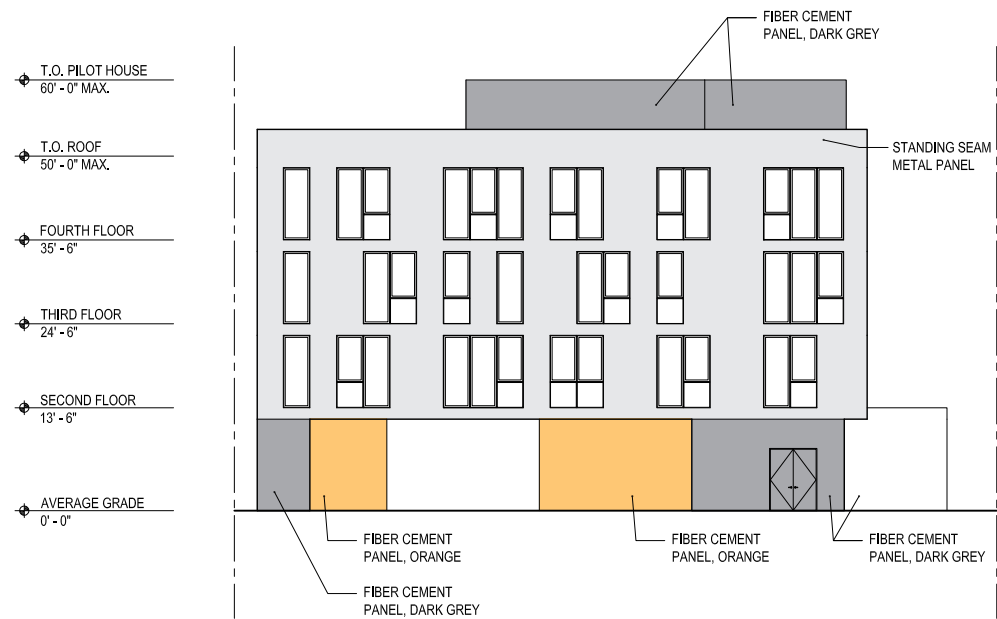 FIBER CEMENT
PANEL, DARK GREY
T.O. PILOT HOUSE
60' - 0" MAX.
T.O. ROOF
50' - 0" MAX.
STANDING SEAM
METAL PANEL
FOURTH FLOOR
35' - 6"
THIRD FLOOR
24' - 6"
SECOND FLOOR
13' - 6"
AVERAGE GRADE
0' - 0"
FIBER CEMENT
PANEL, ORANGE
FIBER CEMENT
PANEL, ORANGE
FIBER CEMENT
PANEL, DARK GREY
FIBER CEMENT
PANEL, DARK GREY